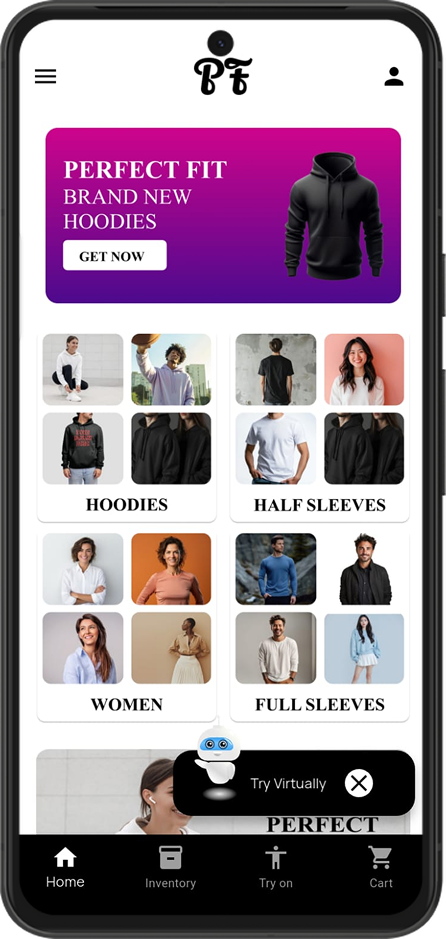 PF
PERFECT FIT
BRAND NEW
HOODIES
GET NOW
HOODIES
HALF SLEEVES
WOMEN
FULL SLEEVES
Try Virtually
PERFECT
Home
Inventory
Try on
Cart